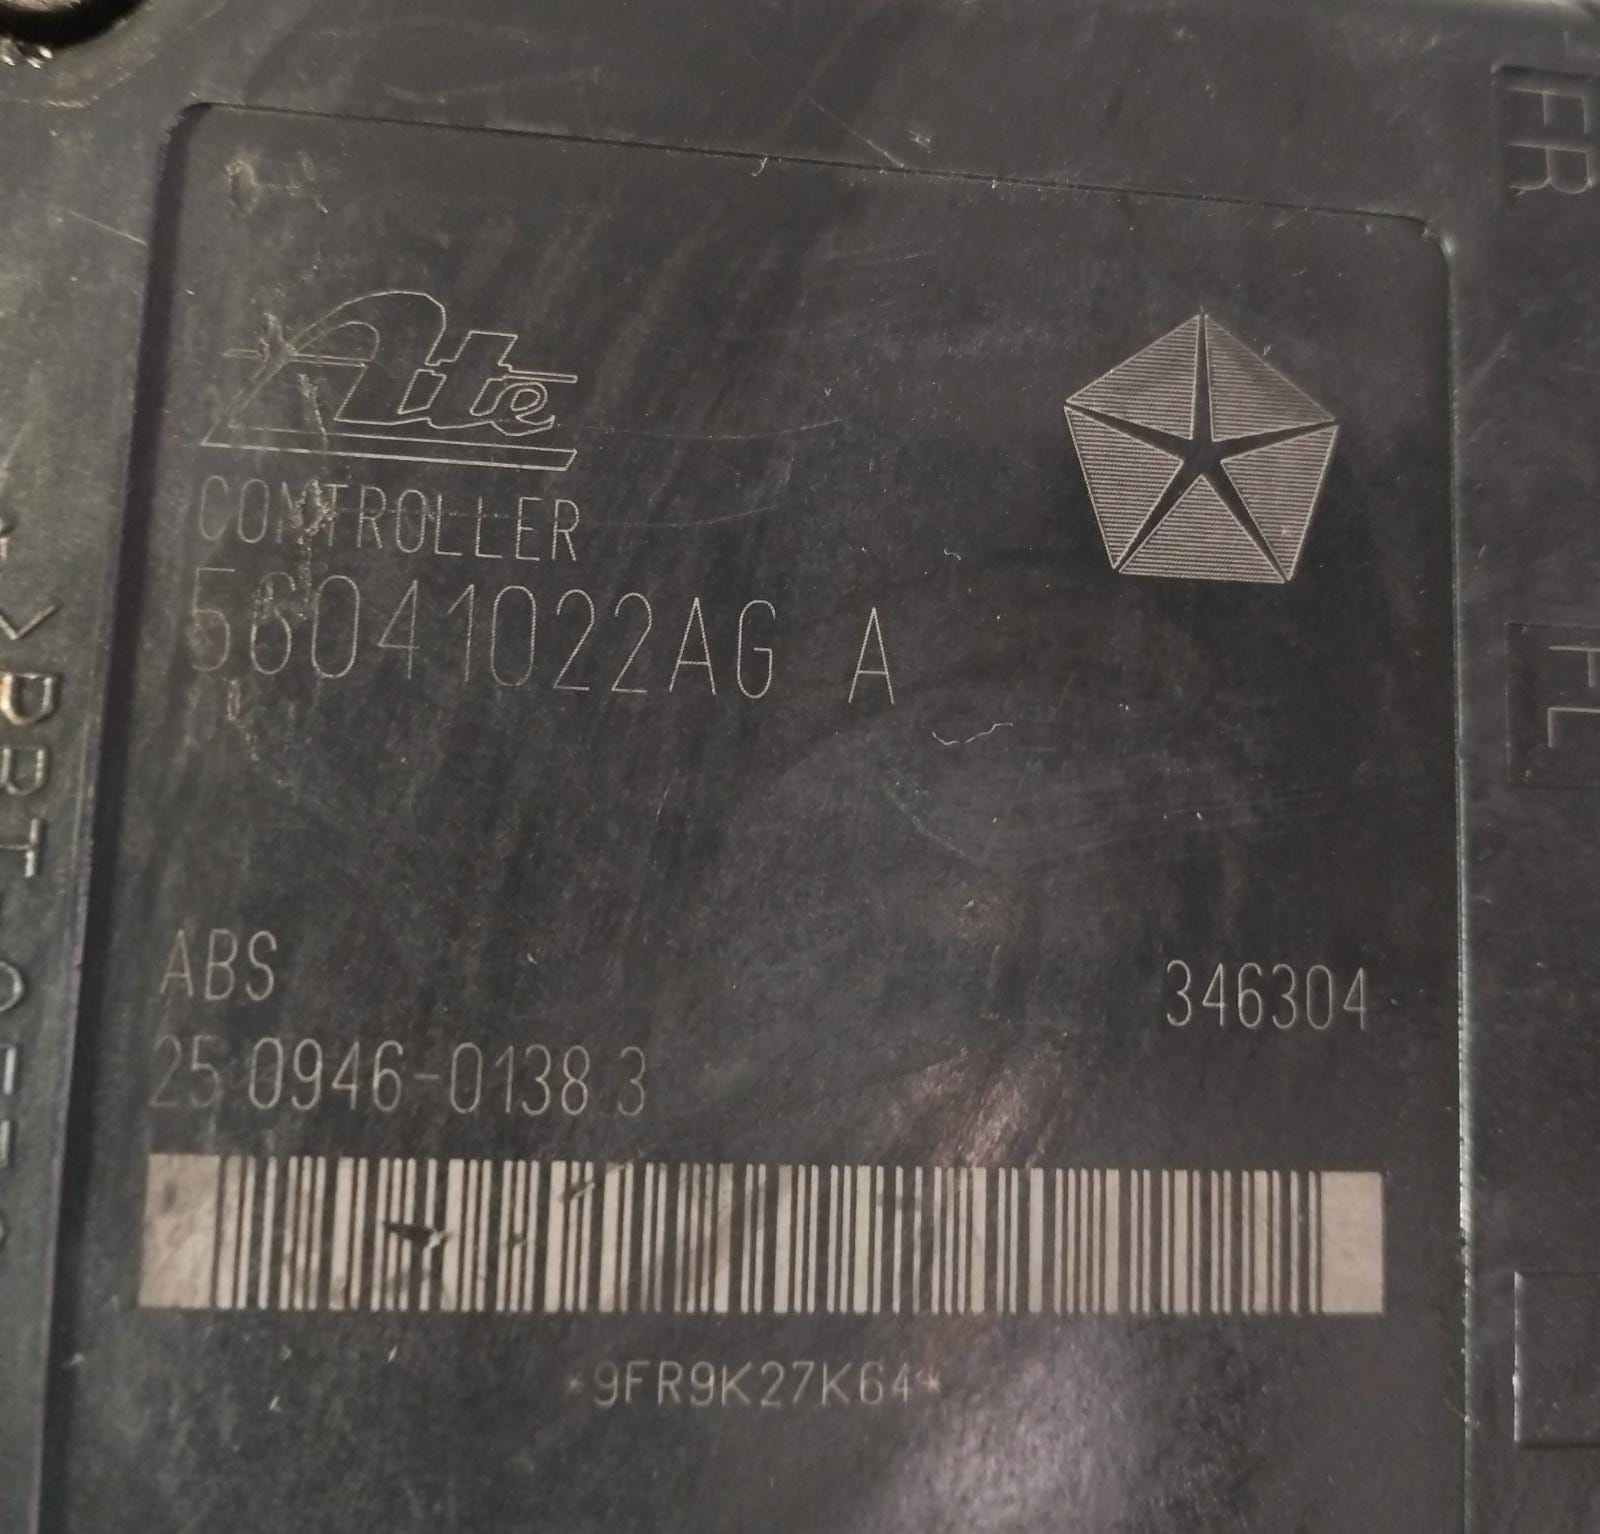 Ate
CONTROLLER
56041022AG A
ABS
346304
25.0946-0138.3
*9FR9K27K64*
FR
FL